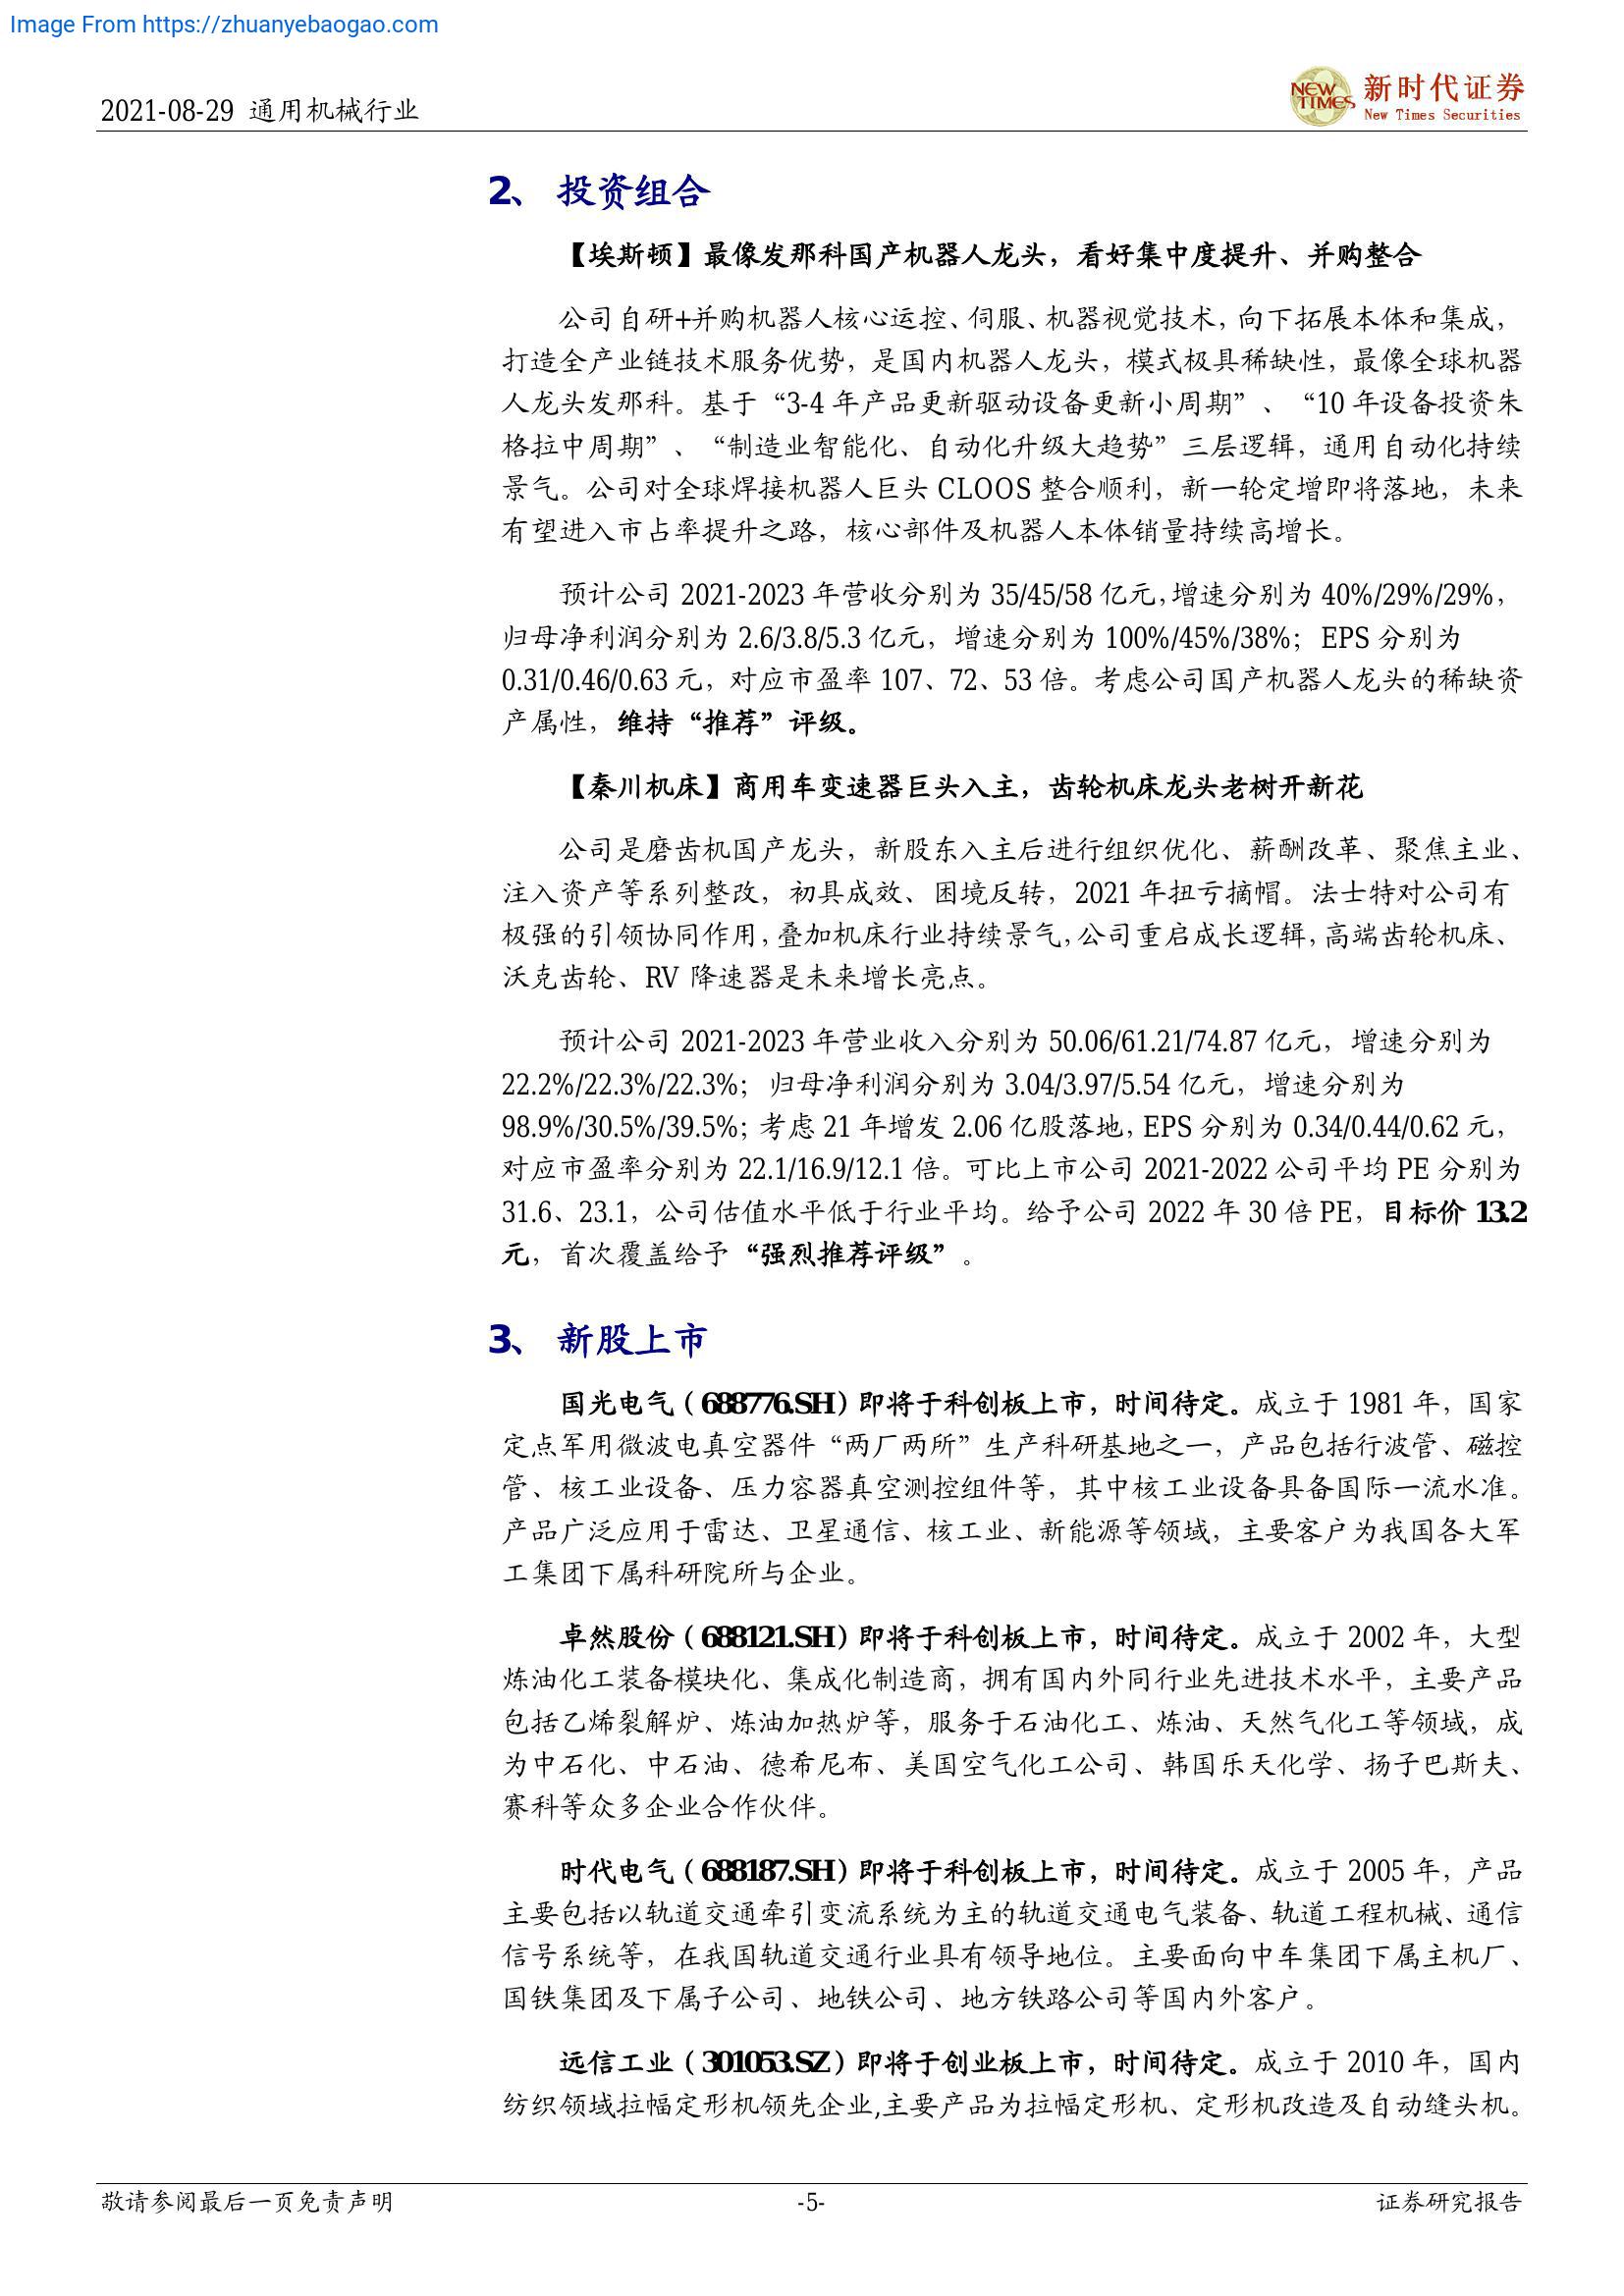 Image From https://zhuanyebaogao.com
2021-08-29 通用机械行业
NEW TIMES 新时代证券
New Times Securities
2、 投资组合
【埃斯顿】最像发那科国产机器人龙头，看好集中度提升、并购整合
公司自研+并购机器人核心运控、伺服、机器视觉技术，向下拓展本体和集成，
打造全产业链技术服务优势，是国内机器人龙头，模式极具稀缺性，最像全球机器
人龙头发那科。基于“3-4 年产品更新驱动设备更新小周期”、“10 年设备投资朱
格拉中周期”、“制造业智能化、自动化升级大趋势”三层逻辑，通用自动化持续
景气。公司对全球焊接机器人巨头 CLOOS 整合顺利，新一轮定增即将落地，未来
有望进入市占率提升之路，核心部件及机器人本体销量持续高增长。
预计公司 2021-2023 年营收分别为 35/45/58 亿元，增速分别为 40%/29%/29%，
归母净利润分别为 2.6/3.8/5.3 亿元，增速分别为 100%/45%/38%；EPS 分别为
0.31/0.46/0.63 元，对应市盈率 107、72、53 倍。考虑公司国产机器人龙头的稀缺资
产属性，维持“推荐”评级。
【秦川机床】商用车变速器巨头入主，齿轮机床龙头老树开新花
公司是磨齿机国产龙头，新股东入主后进行组织优化、薪酬改革、聚焦主业、
注入资产等系列整改，初具成效、困境反转，2021 年扭亏摘帽。法士特对公司有
极强的引领协同作用，叠加机床行业持续景气，公司重启成长逻辑，高端齿轮机床、
沃克齿轮、RV 降速器是未来增长亮点。
预计公司 2021-2023 年营业收入分别为 50.06/61.21/74.87 亿元，增速分别为
22.2%/22.3%/22.3%；归母净利润分别为 3.04/3.97/5.54 亿元，增速分别为
98.9%/30.5%/39.5%；考虑 21 年增发 2.06 亿股落地，EPS 分别为 0.34/0.44/0.62 元，
对应市盈率分别为 22.1/16.9/12.1 倍。可比上市公司 2021-2022 公司平均 PE 分别为
31.6、23.1，公司估值水平低于行业平均。给予公司 2022 年 30 倍 PE，目标价 13.2
元，首次覆盖给予“强烈推荐评级”。
3、 新股上市
国光电气（688776.SH）即将于科创板上市，时间待定。成立于 1981 年，国家
定点军用微波电真空器件“两厂两所”生产科研基地之一，产品包括行波管、磁控
管、核工业设备、压力容器真空测控组件等，其中核工业设备具备国际一流水准。
产品广泛应用于雷达、卫星通信、核工业、新能源等领域，主要客户为我国各大军
工集团下属科研院所与企业。
卓然股份（688121.SH）即将于科创板上市，时间待定。成立于 2002 年，大型
炼油化工装备模块化、集成化制造商，拥有国内外同行业先进技术水平，主要产品
包括乙烯裂解炉、炼油加热炉等，服务于石油化工、炼油、天然气化工等领域，成
为中石化、中石油、德希尼布、美国空气化工公司、韩国乐天化学、扬子巴斯夫、
赛科等众多企业合作伙伴。
时代电气（688187.SH）即将于科创板上市，时间待定。成立于 2005 年，产品
主要包括以轨道交通牵引变流系统为主的轨道交通电气装备、轨道工程机械、通信
信号系统等，在我国轨道交通行业具有领导地位。主要面向中车集团下属主机厂、
国铁集团及下属子公司、地铁公司、地方铁路公司等国内外客户。
远信工业（301053.SZ）即将于创业板上市，时间待定。成立于 2010 年，国内
纺织领域拉幅定形机领先企业,主要产品为拉幅定形机、定形机改造及自动缝头机。
敬请参阅最后一页免责声明 -5- 证券研究报告